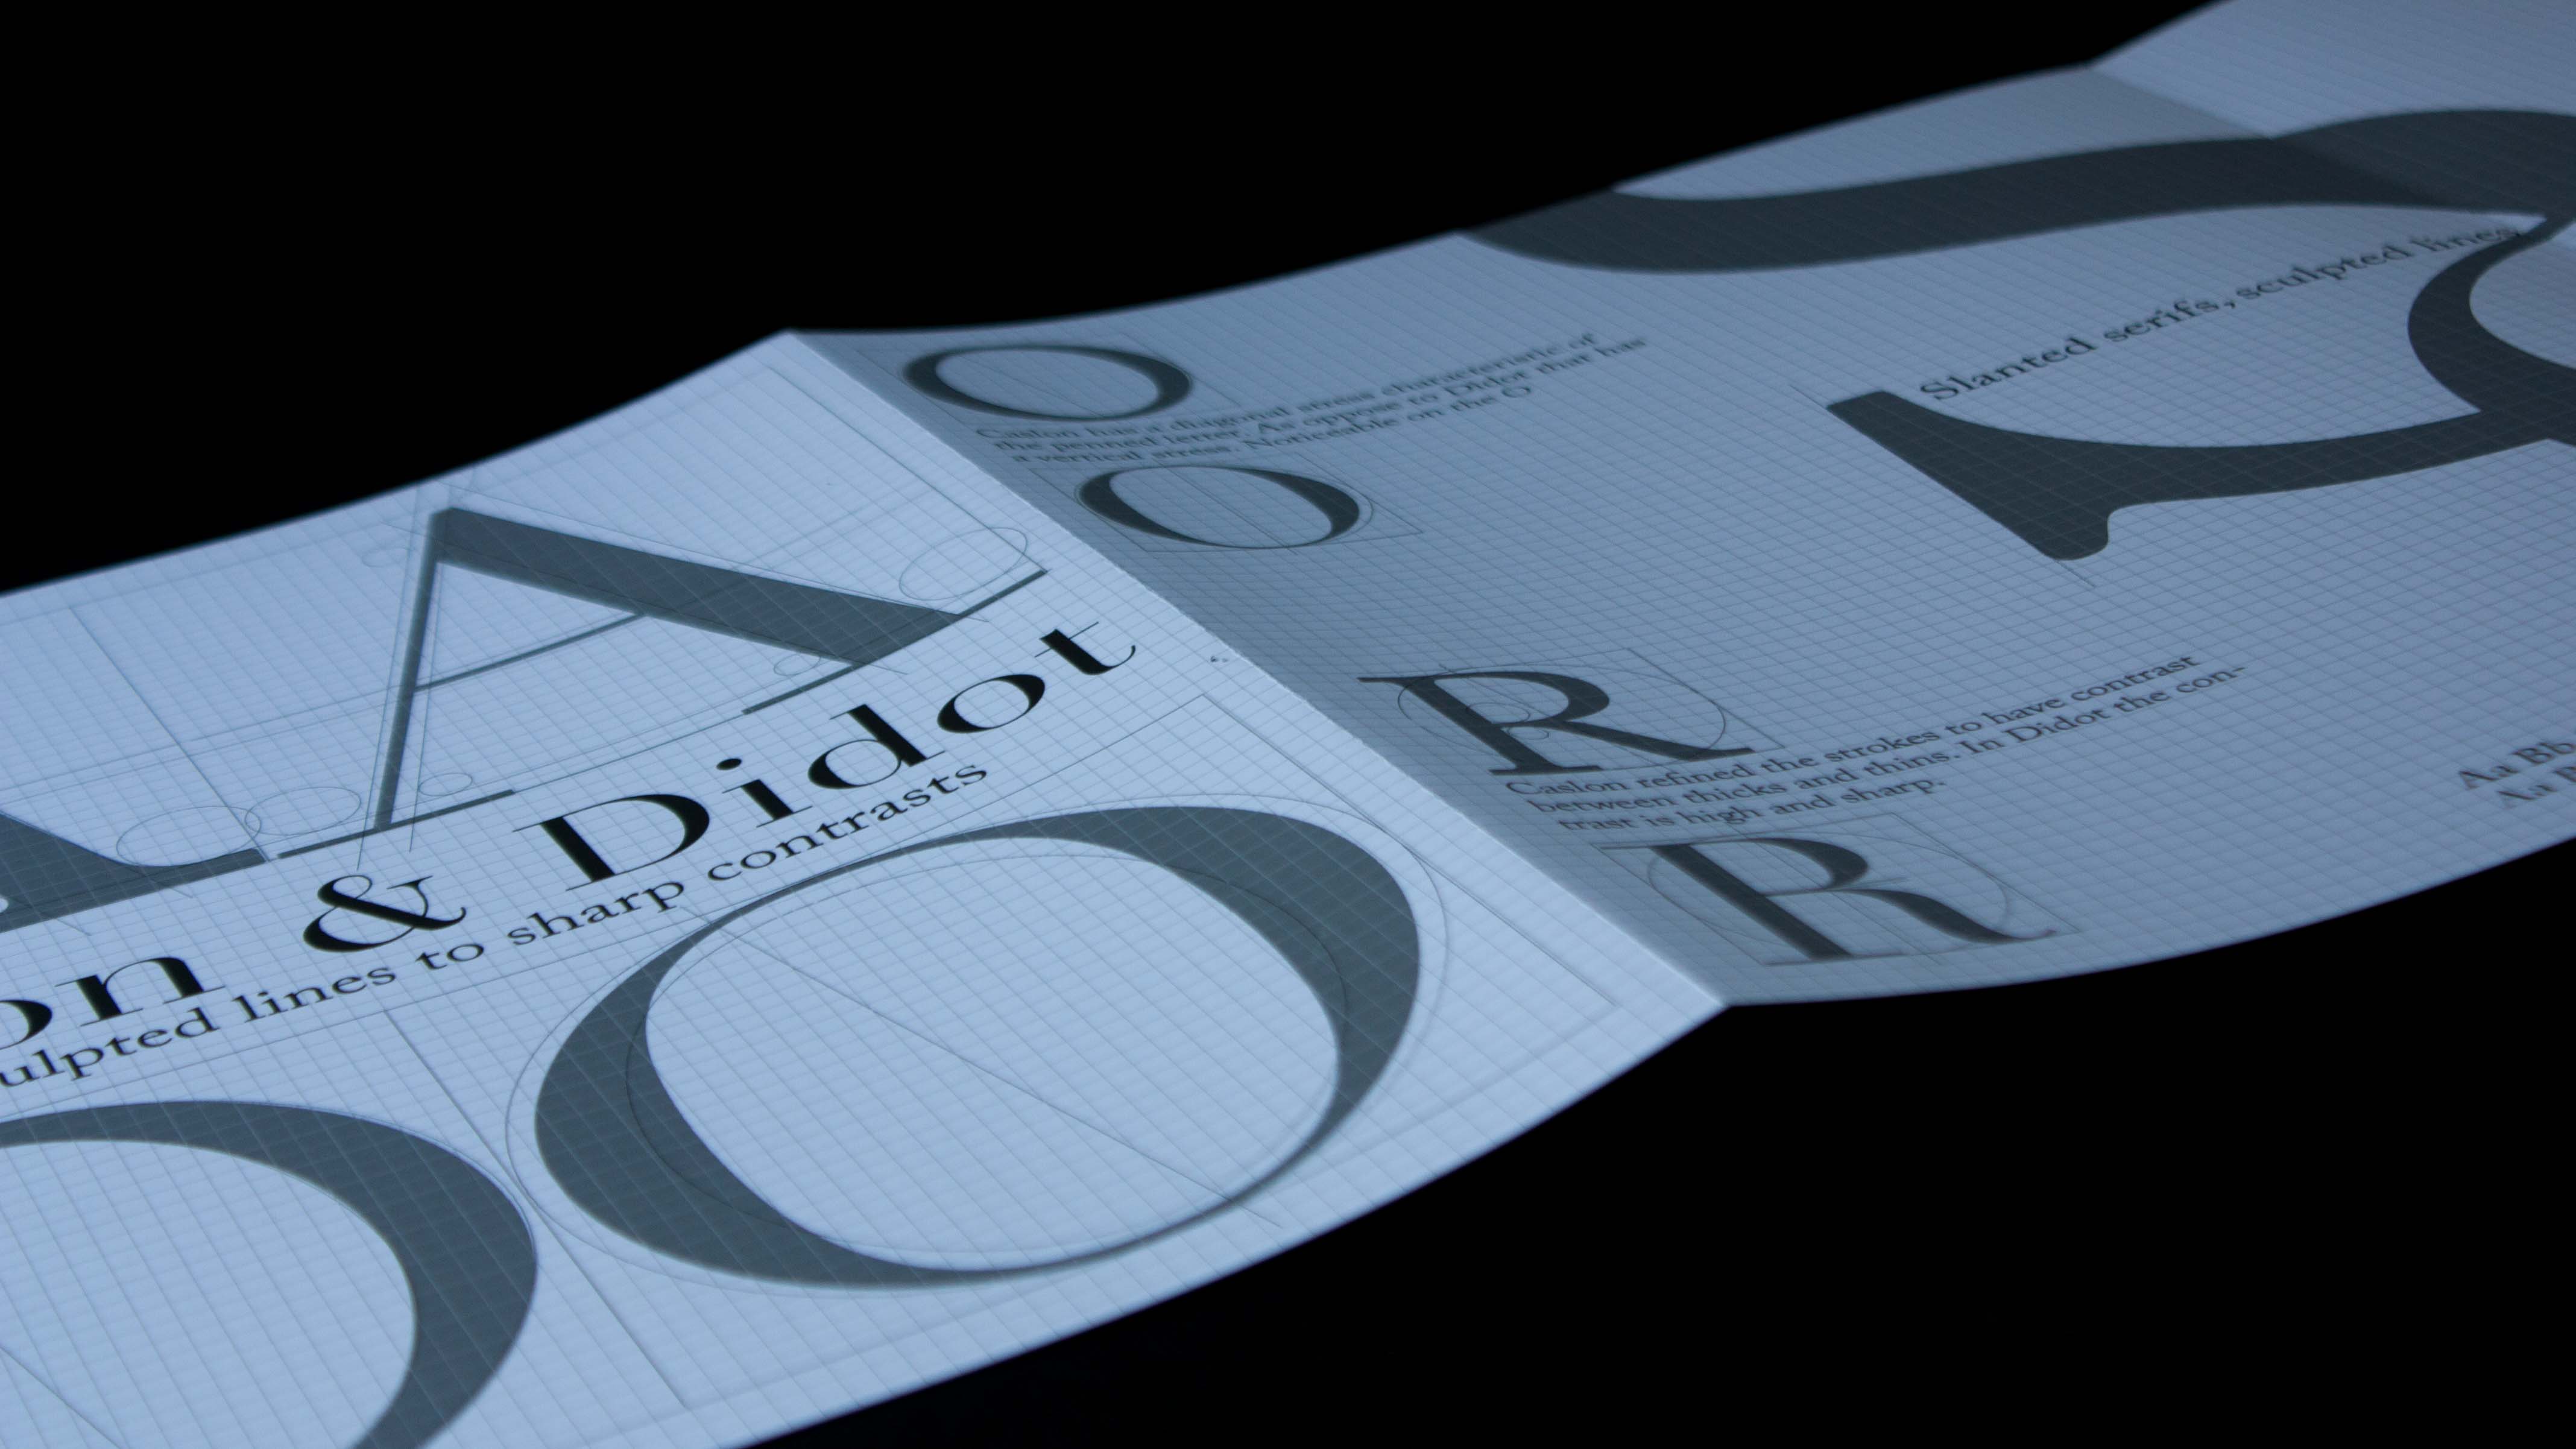 A
on & Didot
ulpted lines to sharp contrasts
O
O
Caslon has a diagonal stress characteristic of
the penned letter. As oppose to Didot that has
a vertical stress. Noticeable on the O
O
R
Caslon refined the strokes to have contrast
between thicks and thins. In Didot the con-
trast is high and sharp.
R
Slanted serifs, sculpted lines,
Aa Bb
Aa